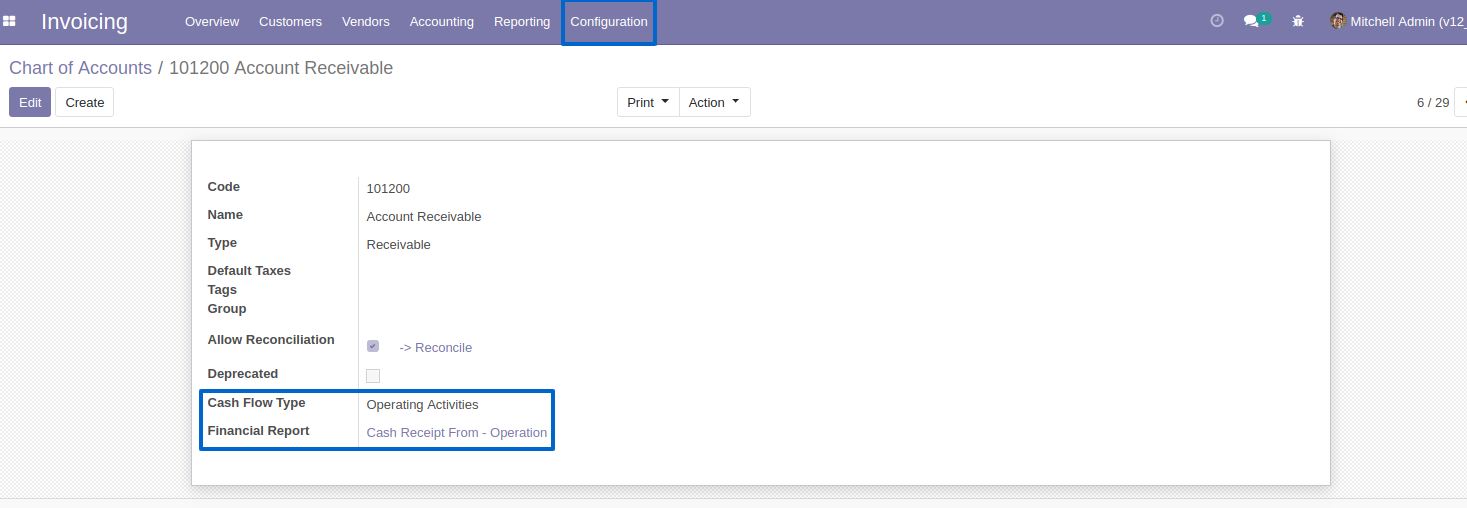 Invoicing Overview Customers Vendors Accounting Reporting Configuration 1 Mitchell Admin (v12_
Chart of Accounts / 101200 Account Receivable
Edit Create Print Action 6 / 29
Code 101200
Name Account Receivable
Type Receivable
Default Taxes
Tags
Group
Allow Reconciliation -> Reconcile
Deprecated
Cash Flow Type Operating Activities
Financial Report Cash Receipt From - Operation